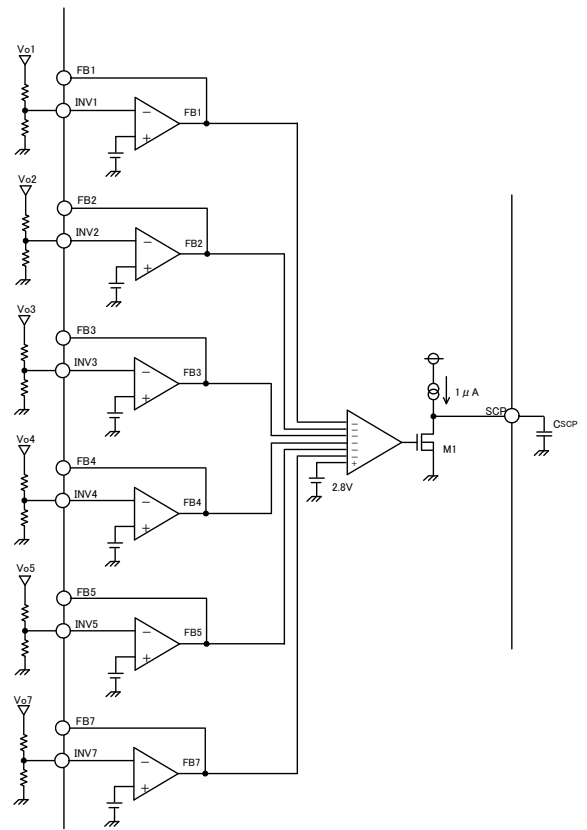 Vo1
FB1
INV1
FB1
−
+
Vo2
FB2
INV2
FB2
−
+
Vo3
FB3
INV3
FB3
−
+
1μA
SCP
CSCP
M1
−
−
−
−
−
−
+
2.8V
Vo4
FB4
INV4
FB4
−
+
Vo5
FB5
INV5
FB5
−
+
Vo7
FB7
INV7
FB7
−
+